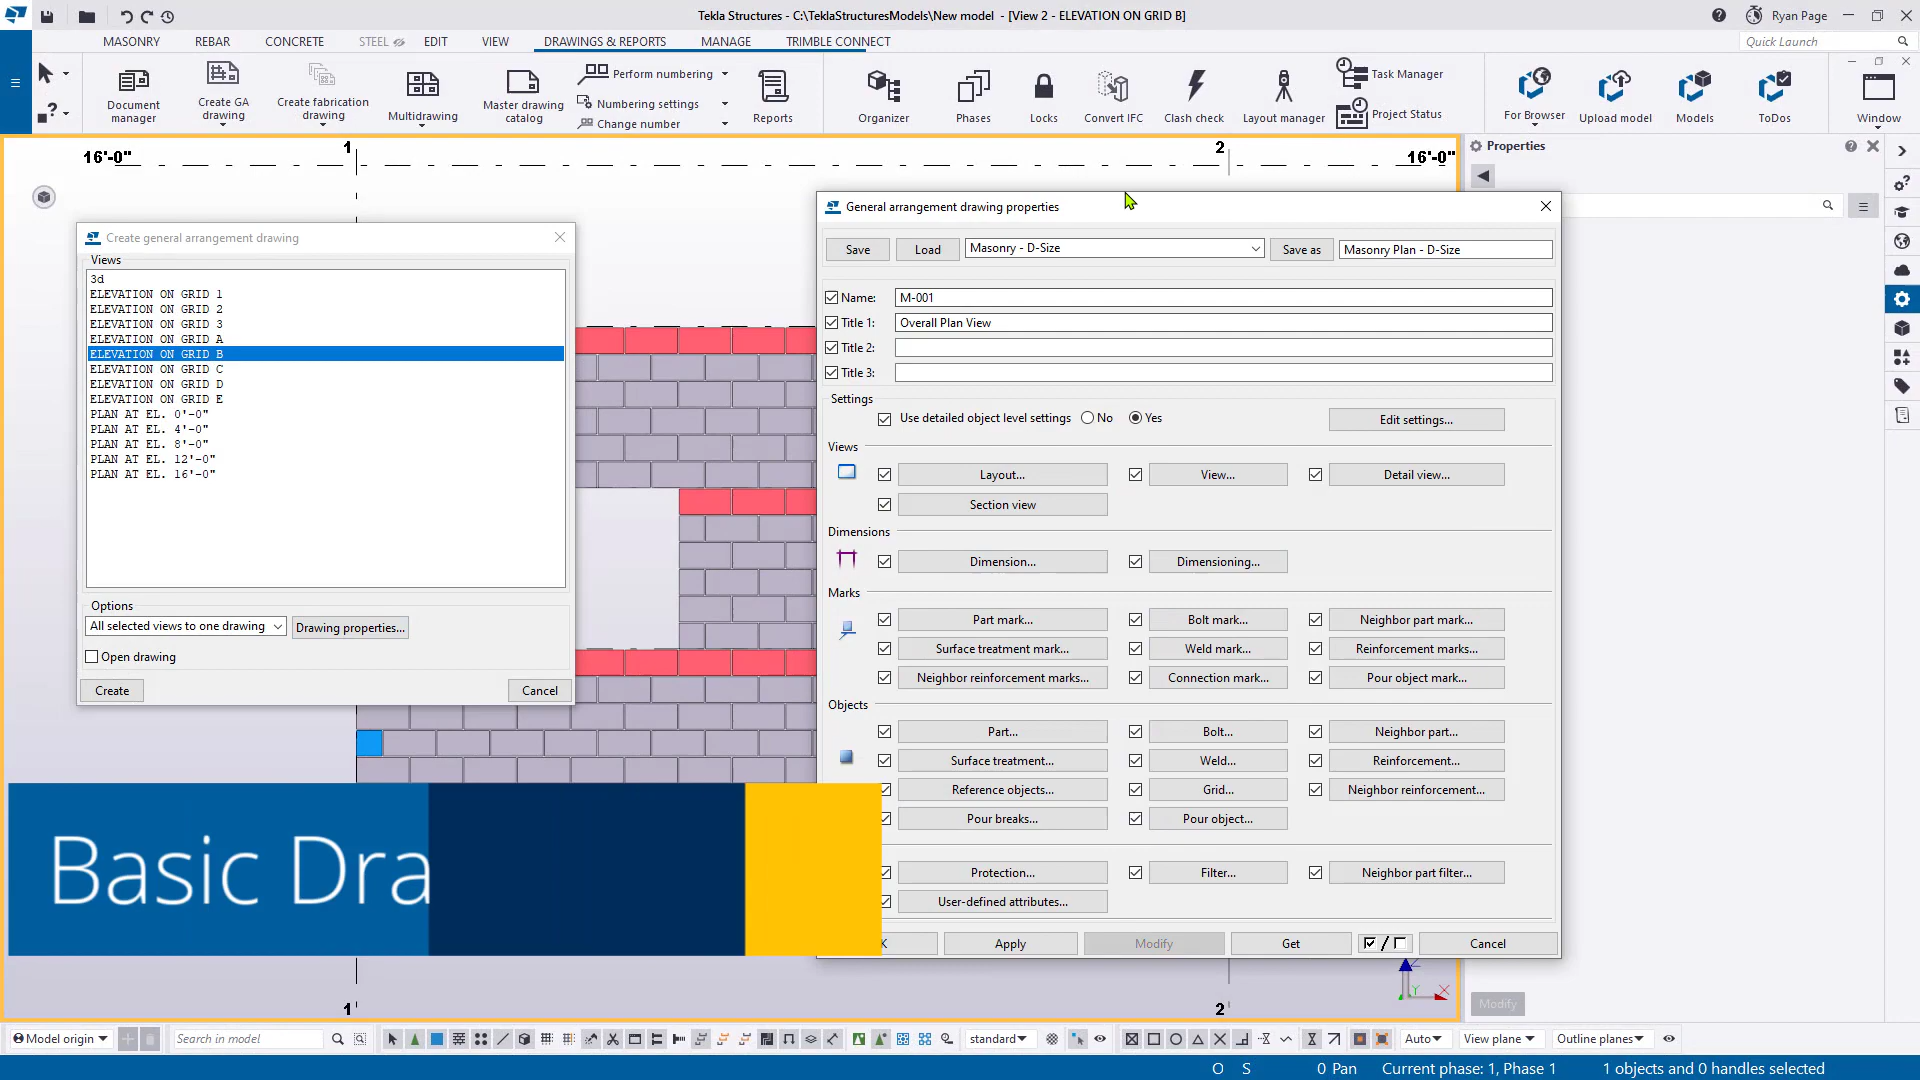 Tekla Structures - C:\TeklaStructuresModels\New model - [View 2 - ELEVATION ON GRID B]
Ryan Page
MASONRY REBAR CONCRETE STEEL EDIT VIEW DRAWINGS & REPORTS MANAGE TRIMBLE CONNECT
Quick Launch
Document manager
Create GA drawing
Create fabrication drawing
Multidrawing
Master drawing catalog
Perform numbering
Numbering settings
Change number
Reports
Organizer
Phases
Locks
Convert IFC
Clash check
Layout manager
Task Manager
Project Status
For Browser
Upload model
Models
ToDos
Window
16'-0"
1
2
16'-0"
Properties
Create general arrangement drawing
Views
3d
ELEVATION ON GRID 1
ELEVATION ON GRID 2
ELEVATION ON GRID 3
ELEVATION ON GRID A
ELEVATION ON GRID B
ELEVATION ON GRID C
ELEVATION ON GRID D
ELEVATION ON GRID E
PLAN AT EL. 0'-0"
PLAN AT EL. 4'-0"
PLAN AT EL. 8'-0"
PLAN AT EL. 12'-0"
PLAN AT EL. 16'-0"
Options
All selected views to one drawing
Drawing properties...
Open drawing
Create
Cancel
General arrangement drawing properties
Save Load Masonry - D-Size Save as Masonry Plan - D-Size
Name: M-001
Title 1: Overall Plan View
Title 2:
Title 3:
Settings
Use detailed object level settings No Yes Edit settings...
Views
Layout... View... Detail view...
Section view
Dimensions
Dimension... Dimensioning...
Marks
Part mark... Bolt mark... Neighbor part mark...
Surface treatment mark... Weld mark... Reinforcement marks...
Neighbor reinforcement marks... Connection mark... Pour object mark...
Objects
Part... Bolt... Neighbor part...
Surface treatment... Weld... Reinforcement...
Reference objects... Grid... Neighbor reinforcement...
Pour breaks... Pour object...
Protection... Filter... Neighbor part filter...
User-defined attributes...
K Apply Modify Get / Cancel
Basic Dra
1
2
Z
Y
X
Modify
Model origin
Search in model
standard
Auto
View plane
Outline planes
O S 0 Pan Current phase: 1, Phase 1 1 objects and 0 handles selected